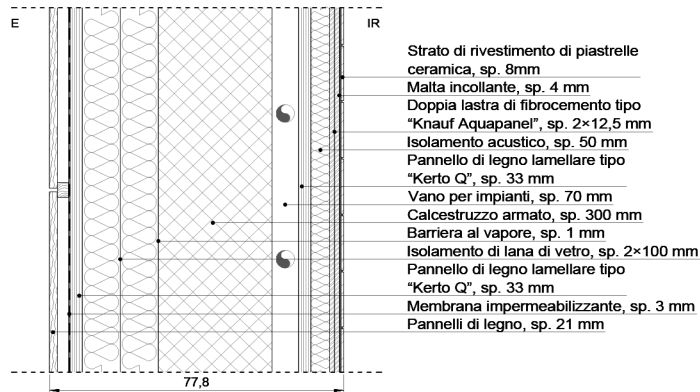 E
IR
Strato di rivestimento di piastrelle
ceramica, sp. 8mm
Malta incollante, sp. 4 mm
Doppia lastra di fibrocemento tipo
“Knauf Aquapanel”, sp. 2×12,5 mm
Isolamento acustico, sp. 50 mm
Pannello di legno lamellare tipo
“Kerto Q”, sp. 33 mm
Vano per impianti, sp. 70 mm
Calcestruzzo armato, sp. 300 mm
Barriera al vapore, sp. 1 mm
Isolamento di lana di vetro, sp. 2×100 mm
Pannello di legno lamellare tipo
“Kerto Q”, sp. 33 mm
Membrana impermeabilizzante, sp. 3 mm
Pannelli di legno, sp. 21 mm
77,8